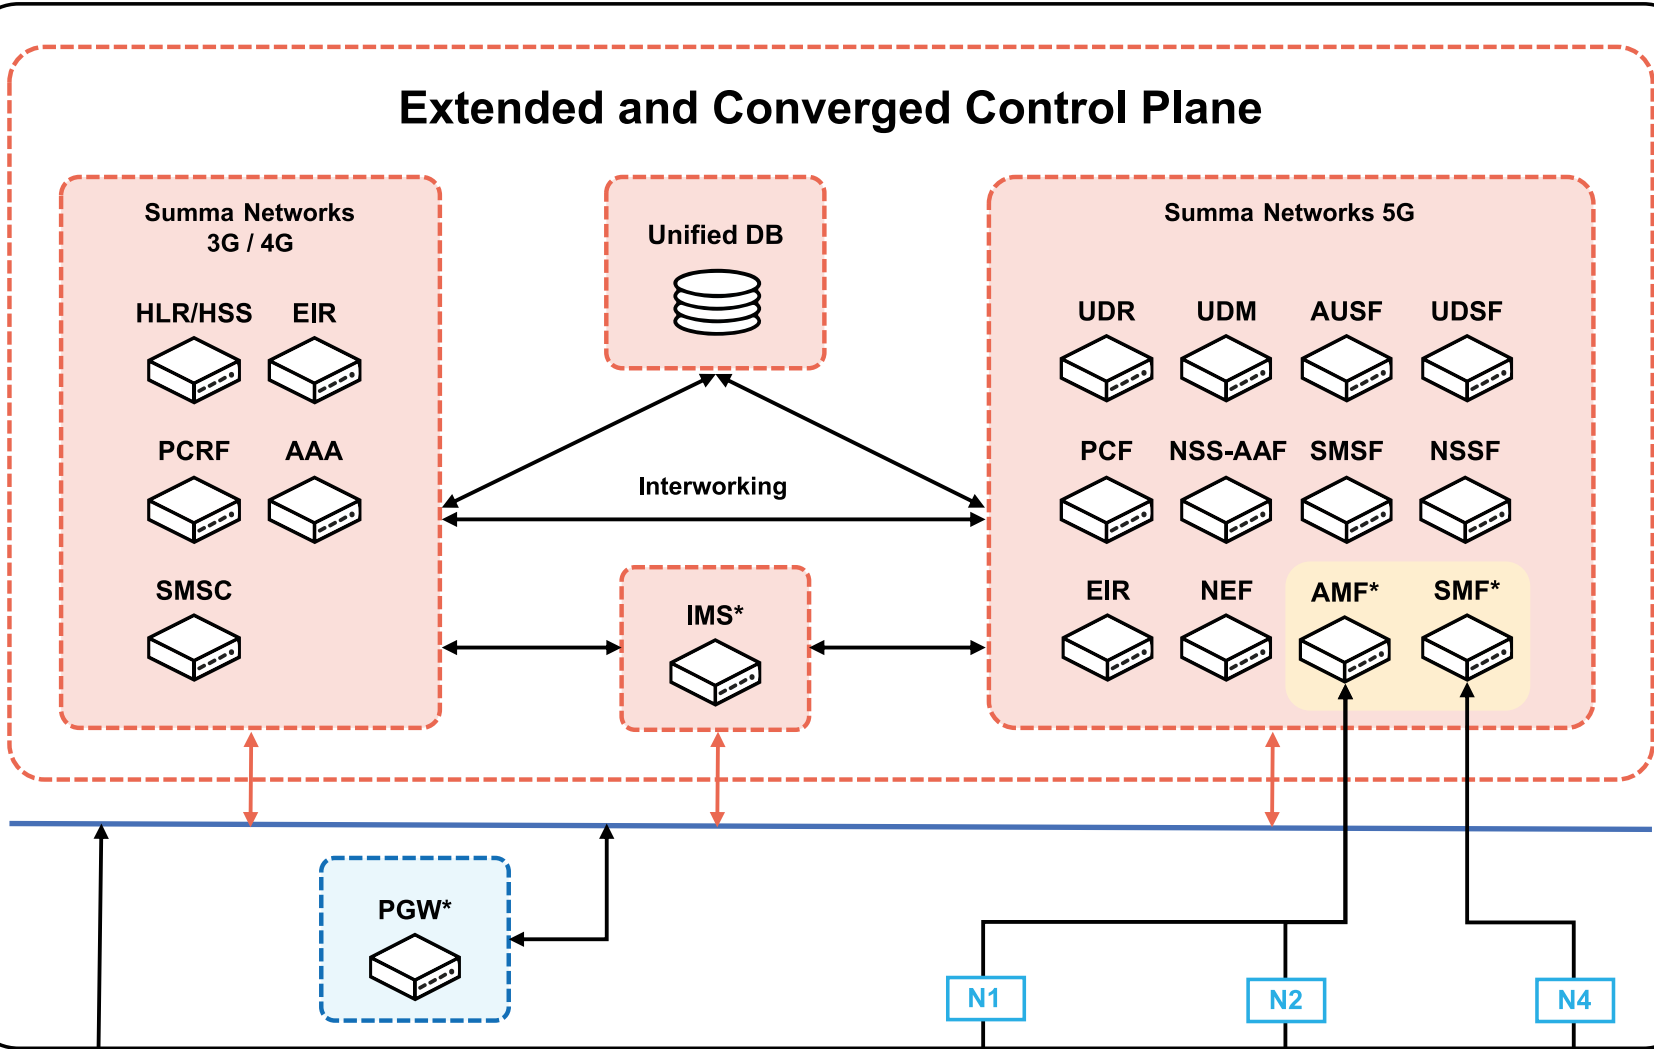 Extended and Converged Control Plane
Summa Networks
3G / 4G
HLR/HSS EIR
PCRF AAA
SMSC
Unified DB
Interworking
IMS*
Summa Networks 5G
UDR UDM AUSF UDSF
PCF NSS-AAF SMSF NSSF
EIR NEF AMF* SMF*
PGW*
N1 N2 N4